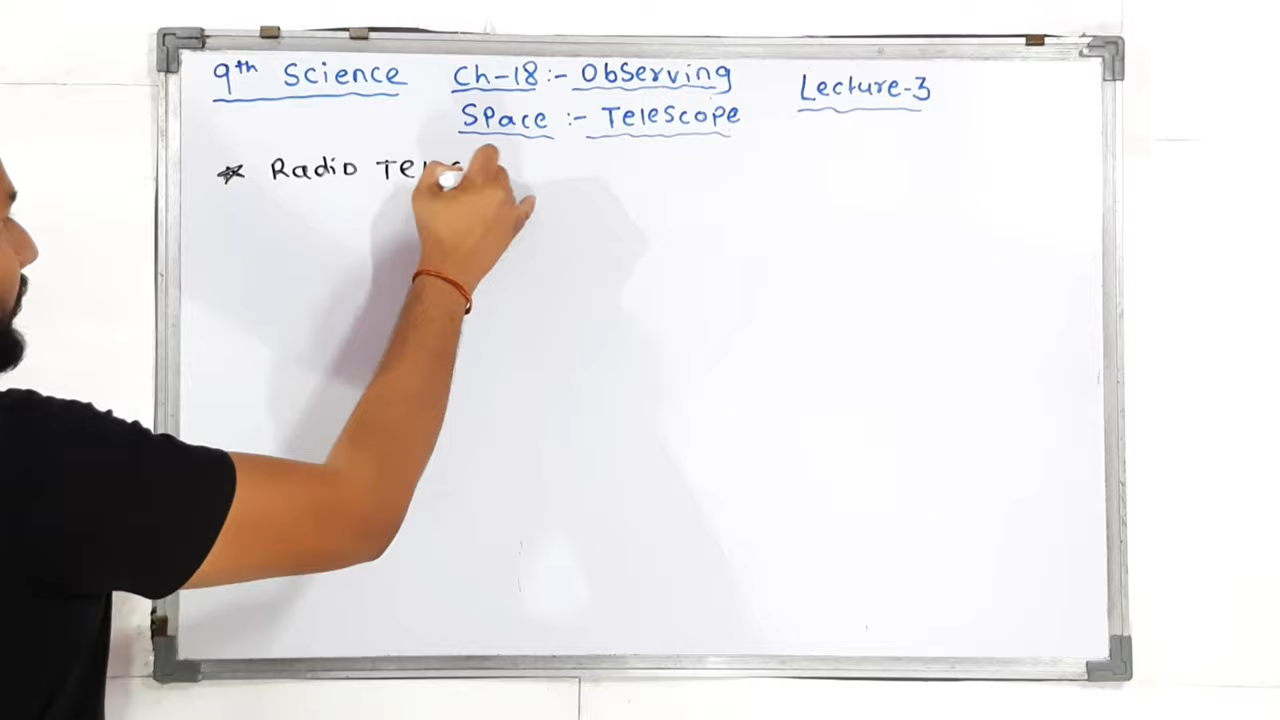 9th Science Ch-18:- Observing Lecture-3
Space :- Telescope
* Radio